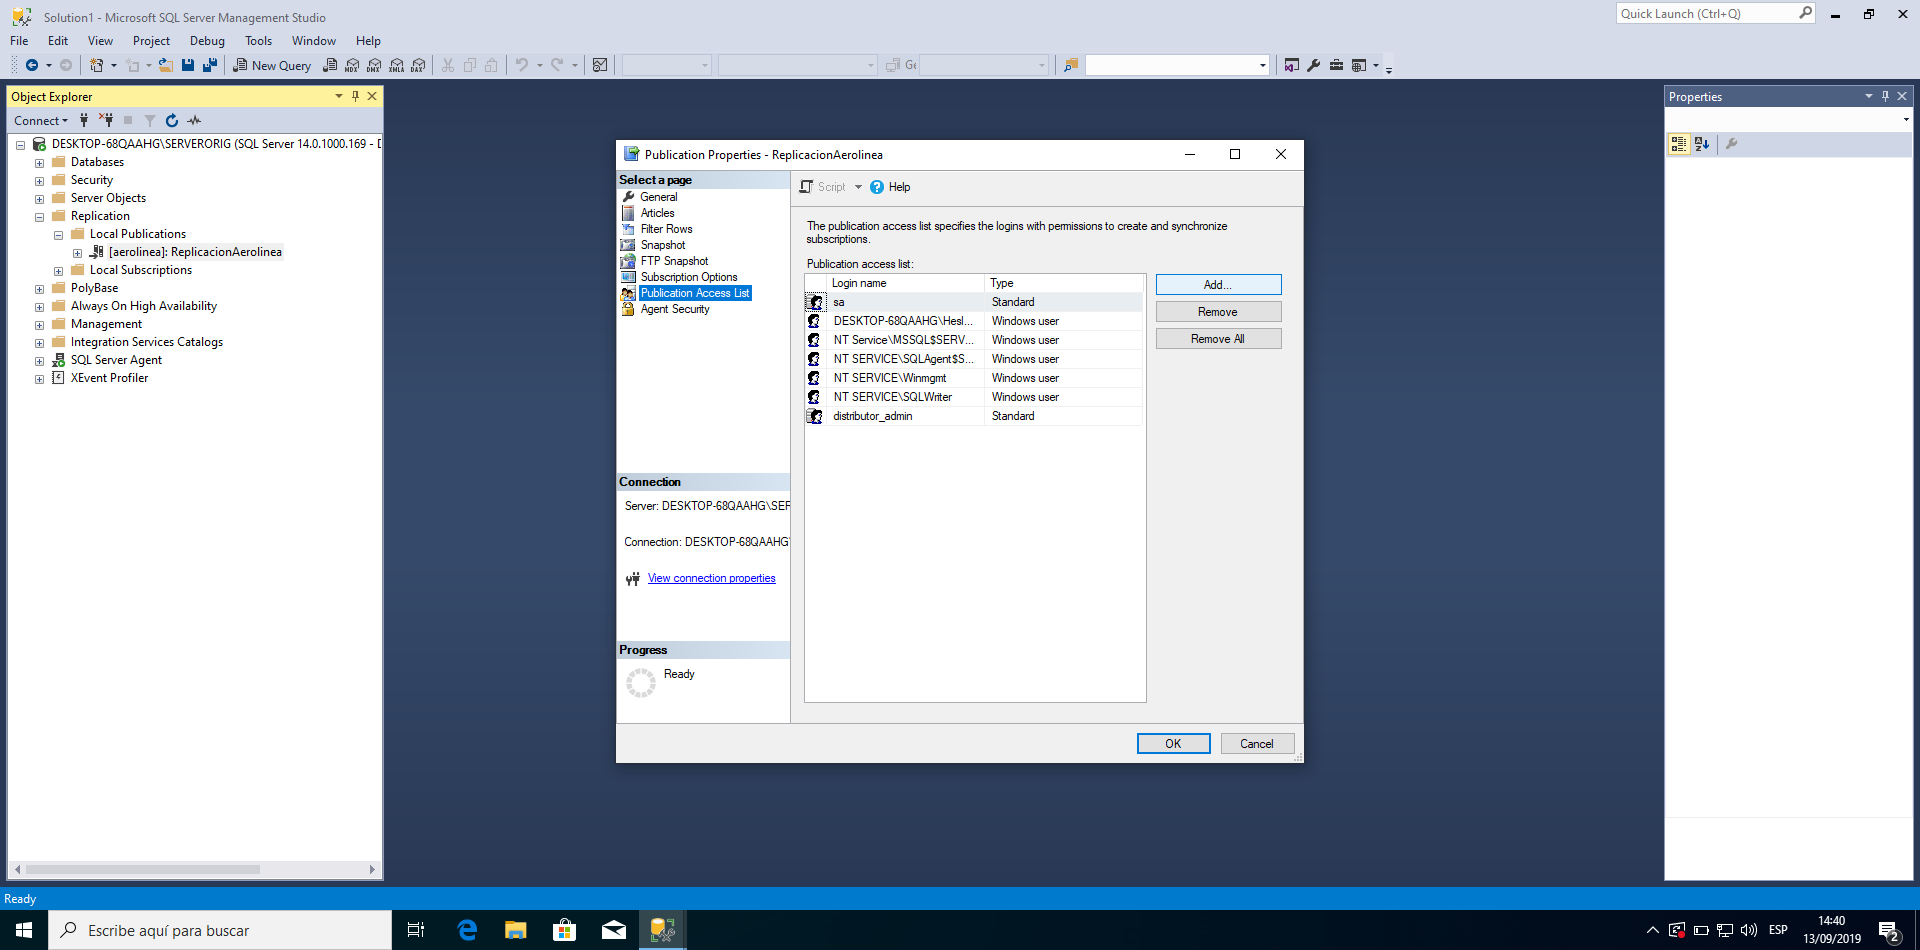 Solution1 - Microsoft SQL Server Management Studio
Quick Launch (Ctrl+Q)
File Edit View Project Debug Tools Window Help
New Query
MDX DMX XMLA DAX
Object Explorer
Connect
DESKTOP-68QAAHG\SERVERORIG (SQL Server 14.0.1000.169 - D
Databases
Security
Server Objects
Replication
Local Publications
[aerolinea]: ReplicacionAerolinea
Local Subscriptions
PolyBase
Always On High Availability
Management
Integration Services Catalogs
SQL Server Agent
XEvent Profiler
Publication Properties - ReplicacionAerolinea
Select a page
General
Articles
Filter Rows
Snapshot
FTP Snapshot
Subscription Options
Publication Access List
Agent Security
Connection
Server: DESKTOP-68QAAHG\SER
Connection: DESKTOP-68QAAHG\
View connection properties
Progress
Ready
Script Help
The publication access list specifies the logins with permissions to create and synchronize
subscriptions.
Publication access list:
Login name Type
sa Standard
DESKTOP-68QAAHG\Hesl... Windows user
NT Service\MSSQL$SERV... Windows user
NT SERVICE\SQLAgent$S... Windows user
NT SERVICE\Winmgmt Windows user
NT SERVICE\SQLWriter Windows user
distributor_admin Standard
Add...
Remove
Remove All
OK Cancel
Properties
Ready
Escribe aquí para buscar
ESP
14:40
13/09/2019
2